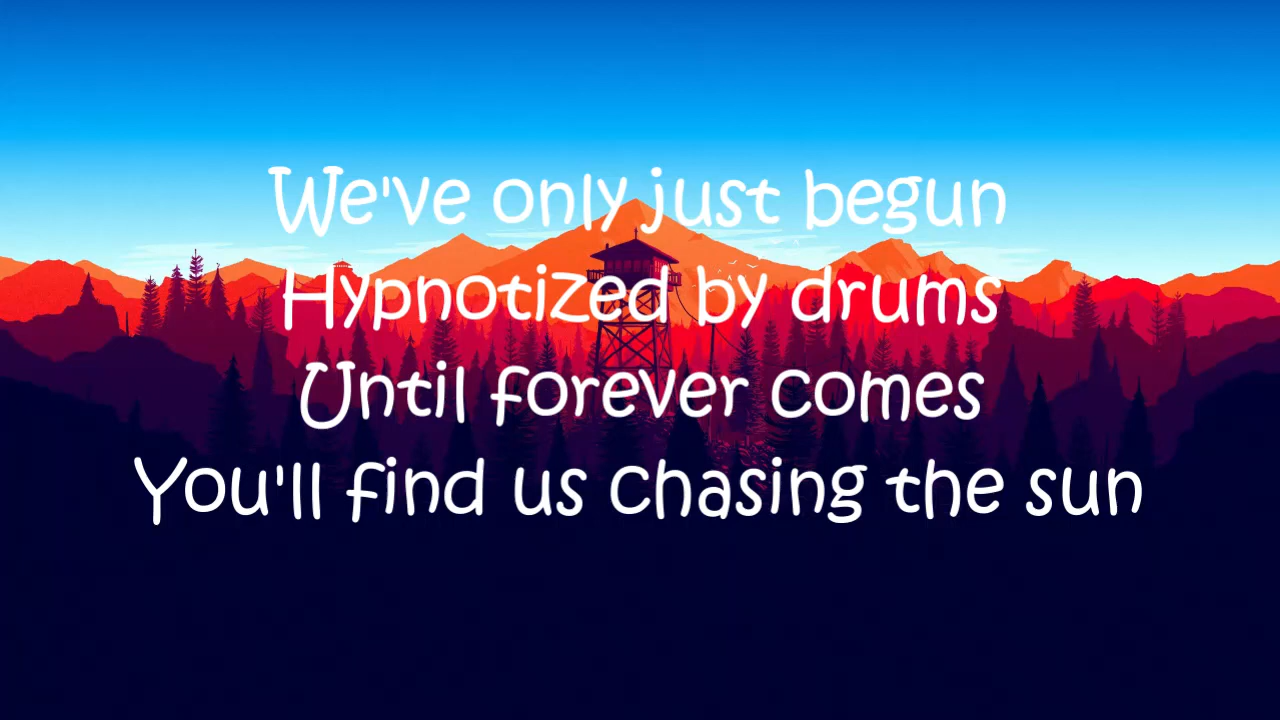 We've only just begun
Hypnotized by drums
Until forever comes
You'll find us chasing the sun